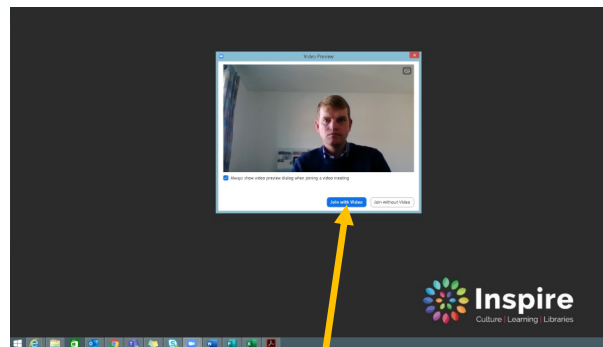 Video Preview
Always show video preview dialog when joining a video meeting
Join with Video
Join without Video
Inspire
Culture | Learning | Libraries